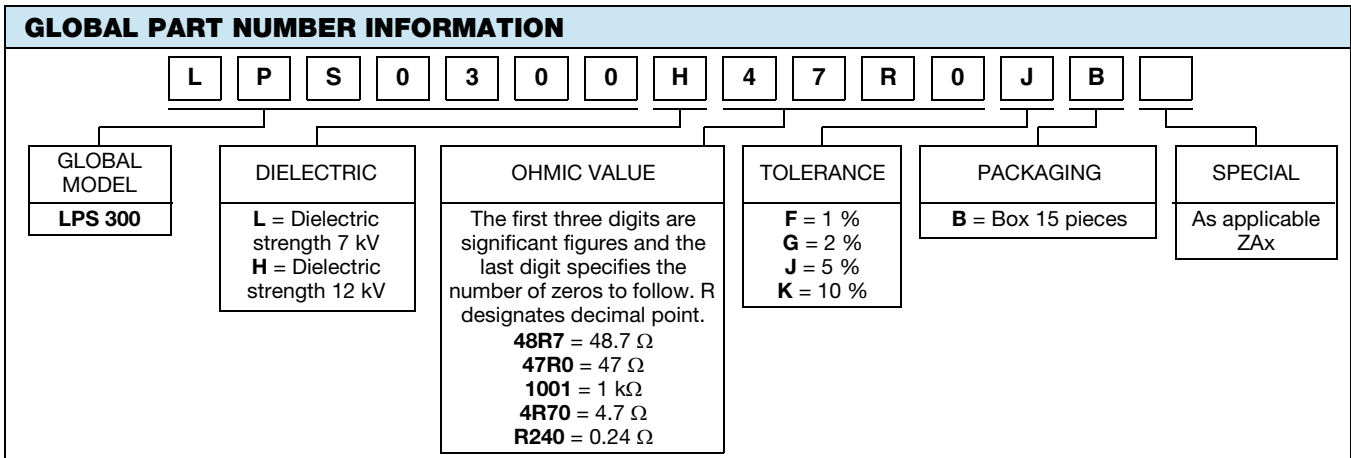 GLOBAL PART NUMBER INFORMATION
L P S 0 3 0 0 H 4 7 R 0 J B
GLOBAL
MODEL
LPS 300
DIELECTRIC
L = Dielectric
strength 7 kV
H = Dielectric
strength 12 kV
OHMIC VALUE
The first three digits are
significant figures and the
last digit specifies the
number of zeros to follow. R
designates decimal point.
48R7 = 48.7 Ω
47R0 = 47 Ω
1001 = 1 kΩ
4R70 = 4.7 Ω
R240 = 0.24 Ω
TOLERANCE
F = 1 %
G = 2 %
J = 5 %
K = 10 %
PACKAGING
B = Box 15 pieces
SPECIAL
As applicable
ZAx